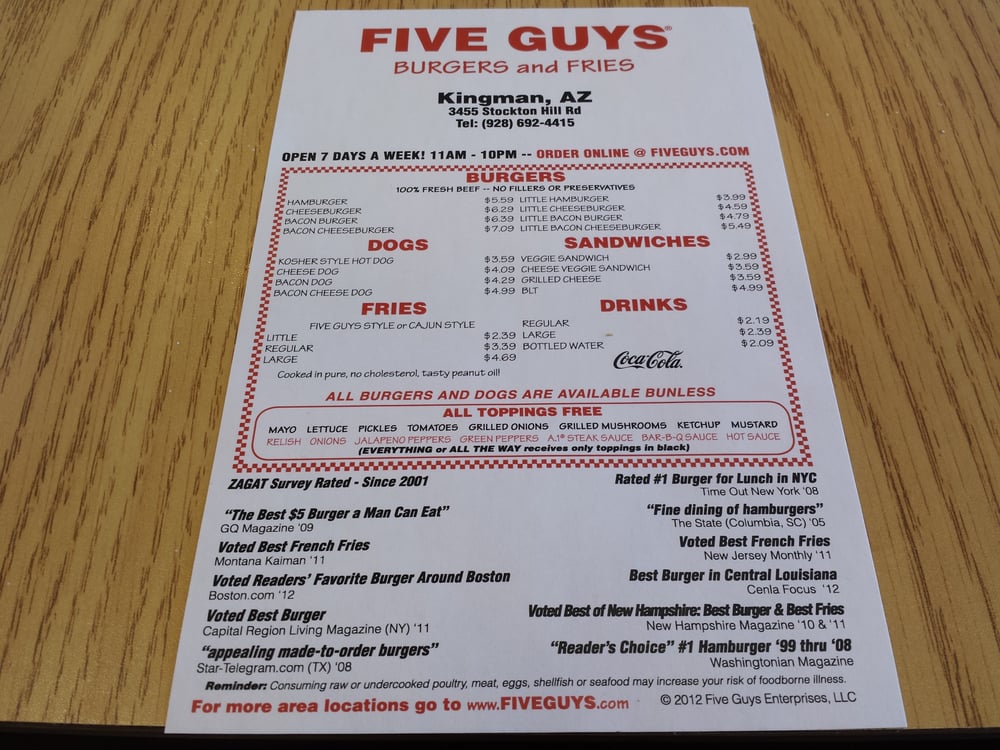 FIVE GUYS®
BURGERS and FRIES
Kingman, AZ
3455 Stockton Hill Rd
Tel: (928) 692-4415
OPEN 7 DAYS A WEEK! 11AM - 10PM -- ORDER ONLINE @ FIVEGUYS.COM
BURGERS
100% FRESH BEEF -- NO FILLERS OR PRESERVATIVES
HAMBURGER $5.59 LITTLE HAMBURGER $3.99
CHEESEBURGER $6.29 LITTLE CHEESEBURGER $4.59
BACON BURGER $6.39 LITTLE BACON BURGER $4.79
BACON CHEESEBURGER $7.09 LITTLE BACON CHEESEBURGER $5.49
DOGS SANDWICHES
KOSHER STYLE HOT DOG $3.59 VEGGIE SANDWICH $2.99
CHEESE DOG $4.09 CHEESE VEGGIE SANDWICH $3.59
BACON DOG $4.29 GRILLED CHEESE $3.59
BACON CHEESE DOG $4.99 BLT $4.99
FRIES DRINKS
FIVE GUYS STYLE or CAJUN STYLE REGULAR $2.19
LITTLE $2.39 LARGE $2.39
REGULAR $3.39 BOTTLED WATER $2.09
LARGE $4.69 Coca-Cola.
Cooked in pure, no cholesterol, tasty peanut oil!
ALL BURGERS AND DOGS ARE AVAILABLE BUNLESS
ALL TOPPINGS FREE
MAYO LETTUCE PICKLES TOMATOES GRILLED ONIONS GRILLED MUSHROOMS KETCHUP MUSTARD
RELISH ONIONS JALAPENO PEPPERS GREEN PEPPERS A.1® STEAK SAUCE BAR-B-Q SAUCE HOT SAUCE
(EVERYTHING or ALL THE WAY receives only toppings in black)
ZAGAT Survey Rated - Since 2001
"The Best $5 Burger a Man Can Eat"
GQ Magazine '09
Voted Best French Fries
Montana Kaiman '11
Voted Readers' Favorite Burger Around Boston
Boston.com '12
Voted Best Burger
Capital Region Living Magazine (NY) '11
"appealing made-to-order burgers"
Star-Telegram.com (TX) '08
Rated #1 Burger for Lunch in NYC
Time Out New York '08
"Fine dining of hamburgers"
The State (Columbia, SC) '05
Voted Best French Fries
New Jersey Monthly '11
Best Burger in Central Louisiana
Cenla Focus '12
Voted Best of New Hampshire: Best Burger & Best Fries
New Hampshire Magazine '10 & '11
"Reader's Choice" #1 Hamburger '99 thru '08
Washingtonian Magazine
Reminder: Consuming raw or undercooked poultry, meat, eggs, shellfish or seafood may increase your risk of foodborne illness.
For more area locations go to www.FIVEGUYS.com © 2012 Five Guys Enterprises, LLC